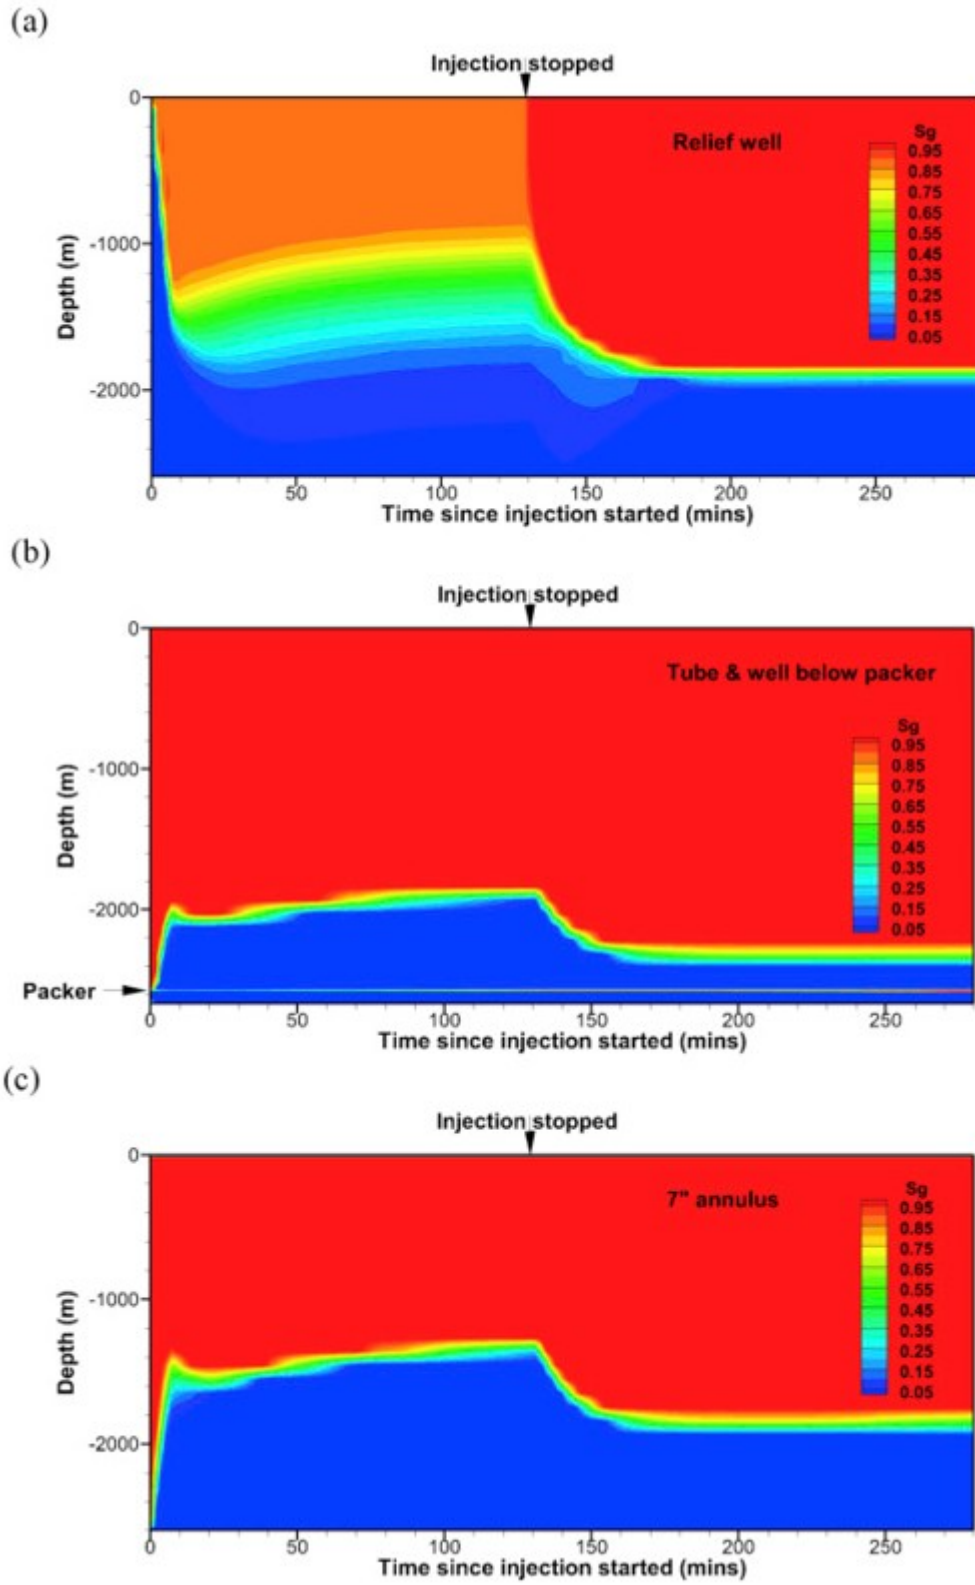 (a)
Injection stopped
0
Relief well
Sg
0.95
0.85
0.75
0.65
0.55
0.45
0.35
0.25
0.15
0.05
-1000
-2000
Depth (m)
0 50 100 150 200 250
Time since injection started (mins)
(b)
Injection stopped
0
Tube & well below packer
Sg
0.95
0.85
0.75
0.65
0.55
0.45
0.35
0.25
0.15
0.05
-1000
-2000
Depth (m)
Packer
0 50 100 150 200 250
Time since injection started (mins)
(c)
Injection stopped
0
7" annulus
Sg
0.95
0.85
0.75
0.65
0.55
0.45
0.35
0.25
0.15
0.05
-1000
-2000
Depth (m)
0 50 100 150 200 250
Time since injection started (mins)